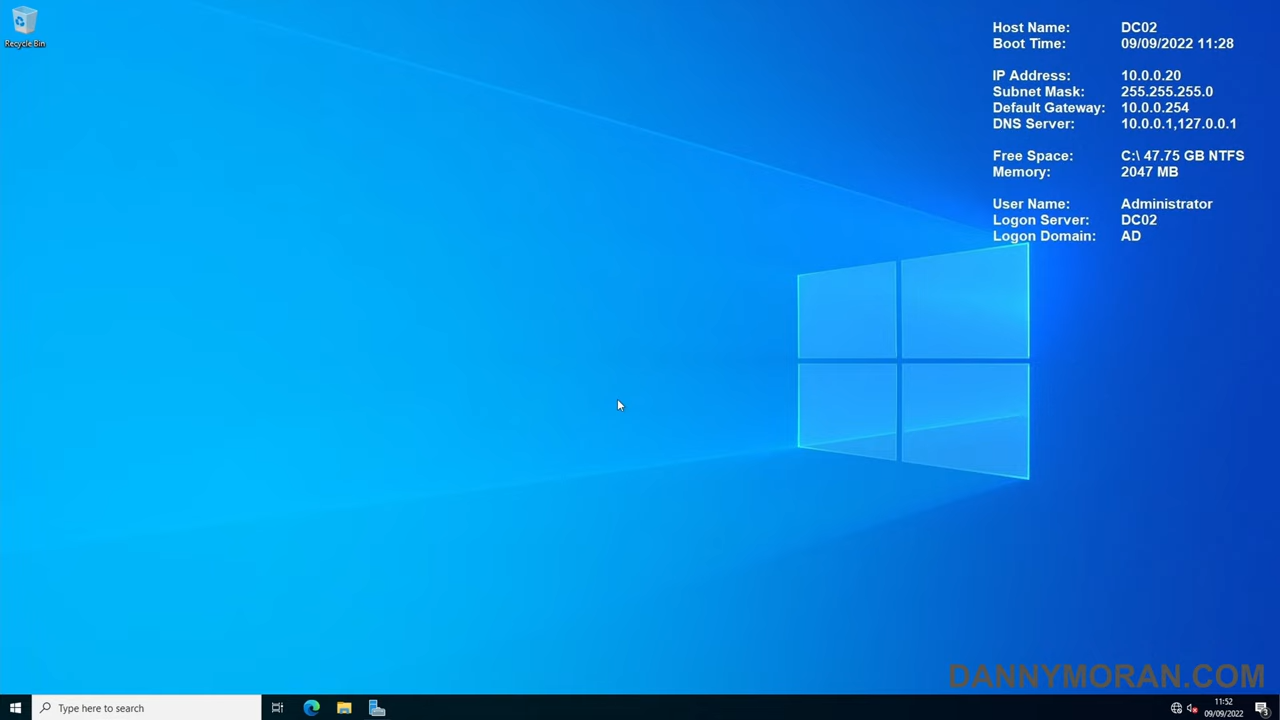 Recycle Bin
Host Name: DC02
Boot Time: 09/09/2022 11:28
IP Address: 10.0.0.20
Subnet Mask: 255.255.255.0
Default Gateway: 10.0.0.254
DNS Server: 10.0.0.1,127.0.0.1
Free Space: C:\ 47.75 GB NTFS
Memory: 2047 MB
User Name: Administrator
Logon Server: DC02
Logon Domain: AD
DANNYMORAN.COM
Type here to search
11:52
09/09/2022
3